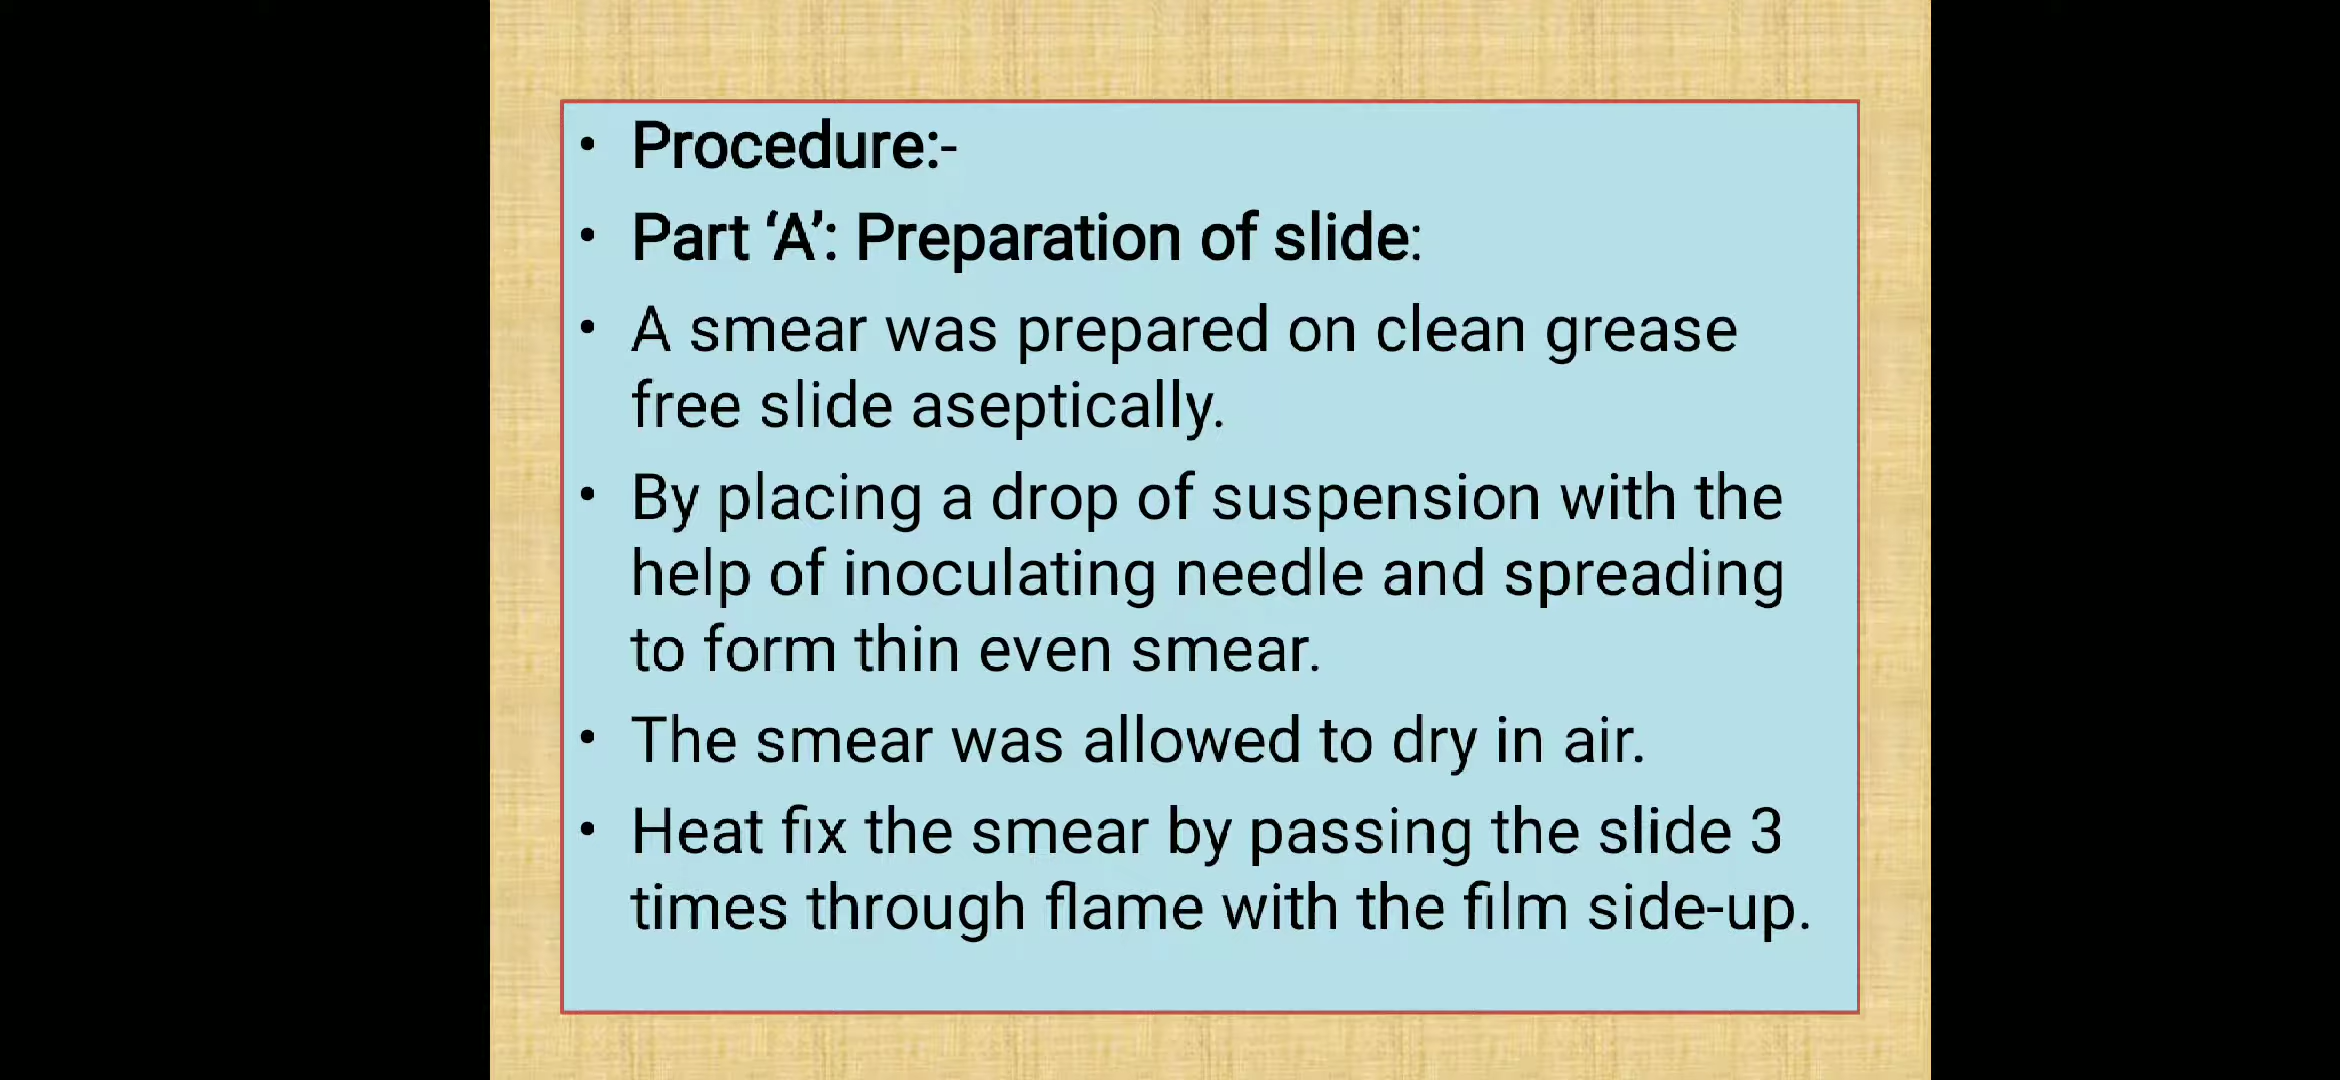 • Procedure:-
• Part ‘A’: Preparation of slide:
• A smear was prepared on clean grease
free slide aseptically.
• By placing a drop of suspension with the
help of inoculating needle and spreading
to form thin even smear.
• The smear was allowed to dry in air.
• Heat fix the smear by passing the slide 3
times through flame with the film side-up.